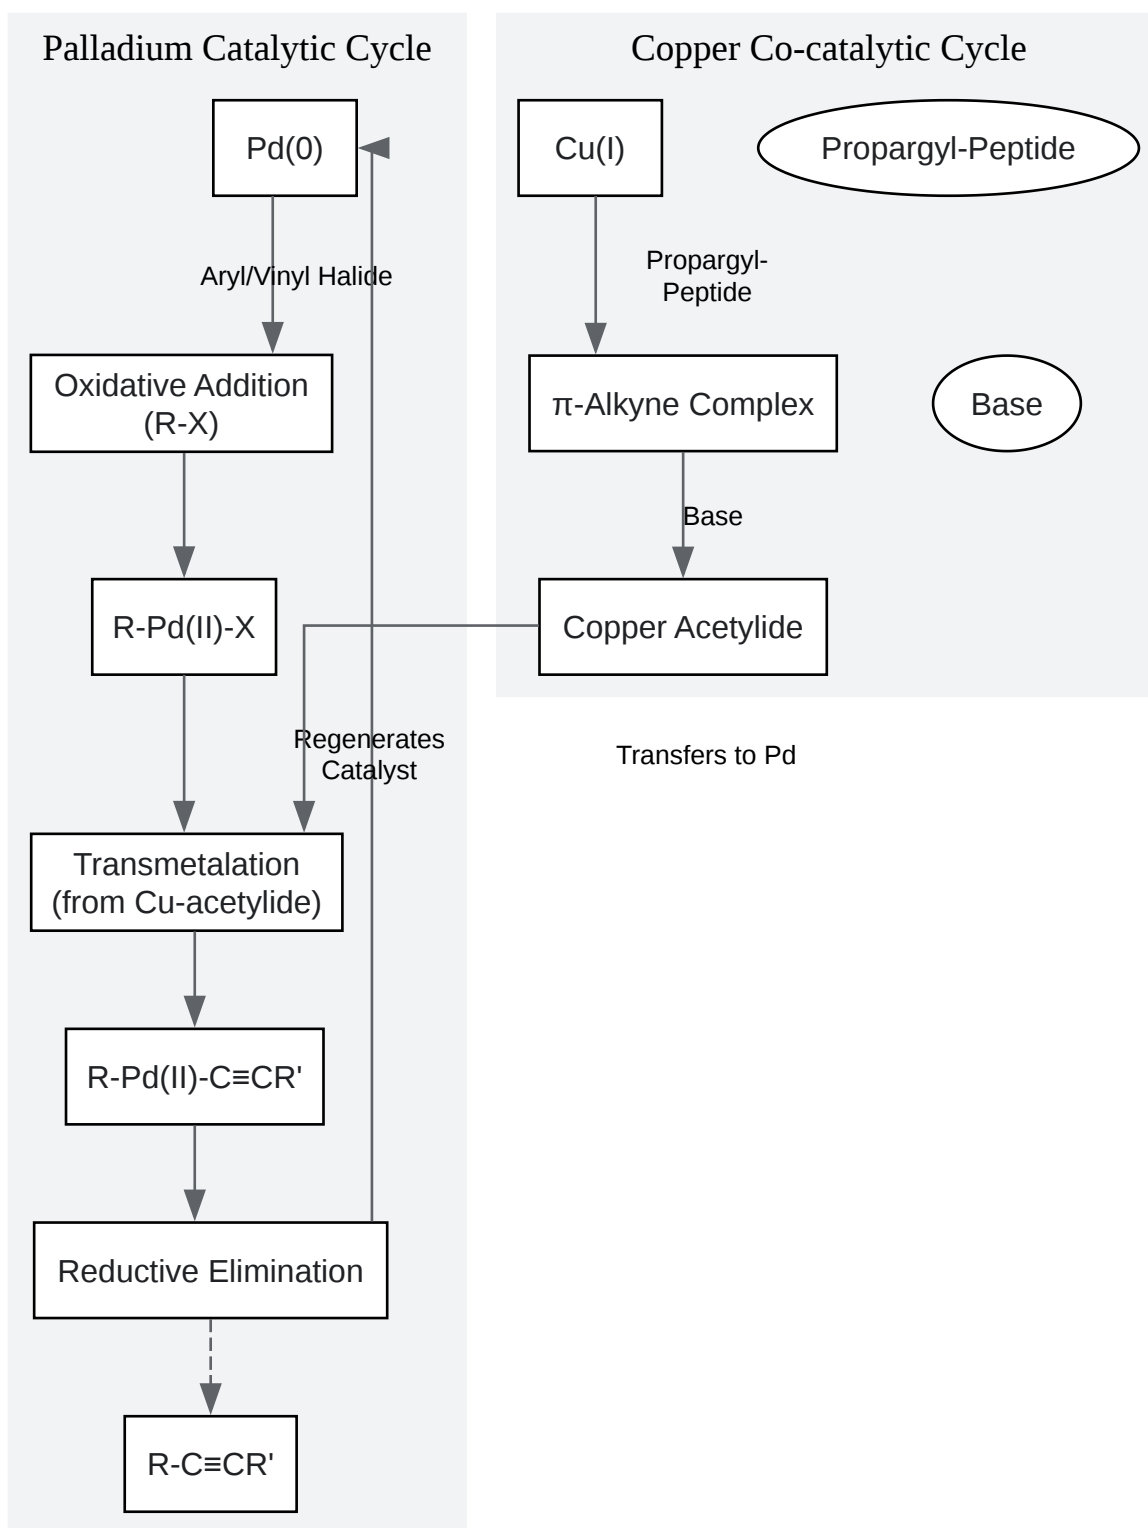 Palladium Catalytic Cycle
Pd(0)
Aryl/Vinyl Halide
Oxidative Addition
(R-X)
R-Pd(II)-X
Regenerates
Catalyst
Transmetalation
(from Cu-acetylide)
R-Pd(II)-C≡CR'
Reductive Elimination
R-C≡CR'
Copper Co-catalytic Cycle
Cu(I)
Propargyl-Peptide
Propargyl-
Peptide
π-Alkyne Complex
Base
Base
Copper Acetylide
Transfers to Pd